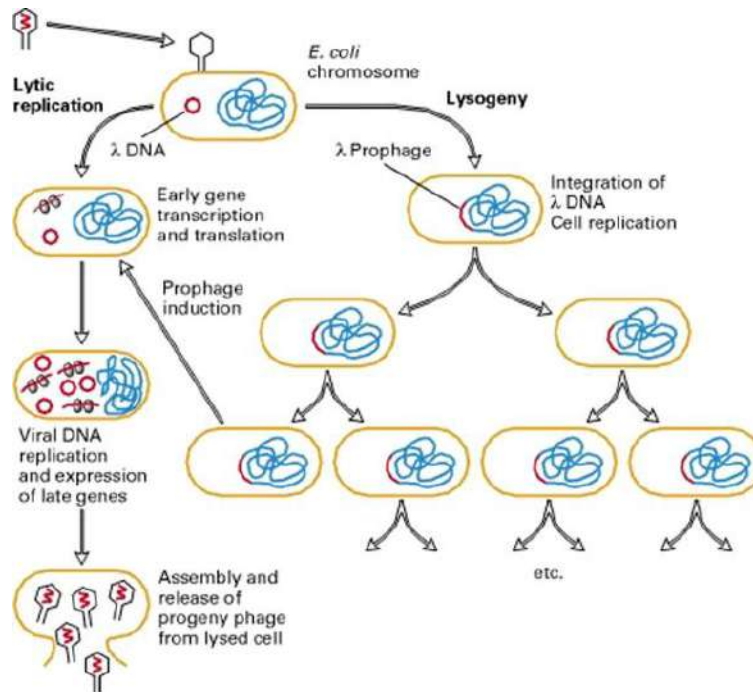 E. coli
chromosome
Lytic
replication
Lysogeny
λ DNA
λ Prophage
Early gene
transcription
and translation
Integration of
λ DNA
Cell replication
Prophage
induction
Viral DNA
replication
and expression
of late genes
etc.
Assembly and
release of
progeny phage
from lysed cell